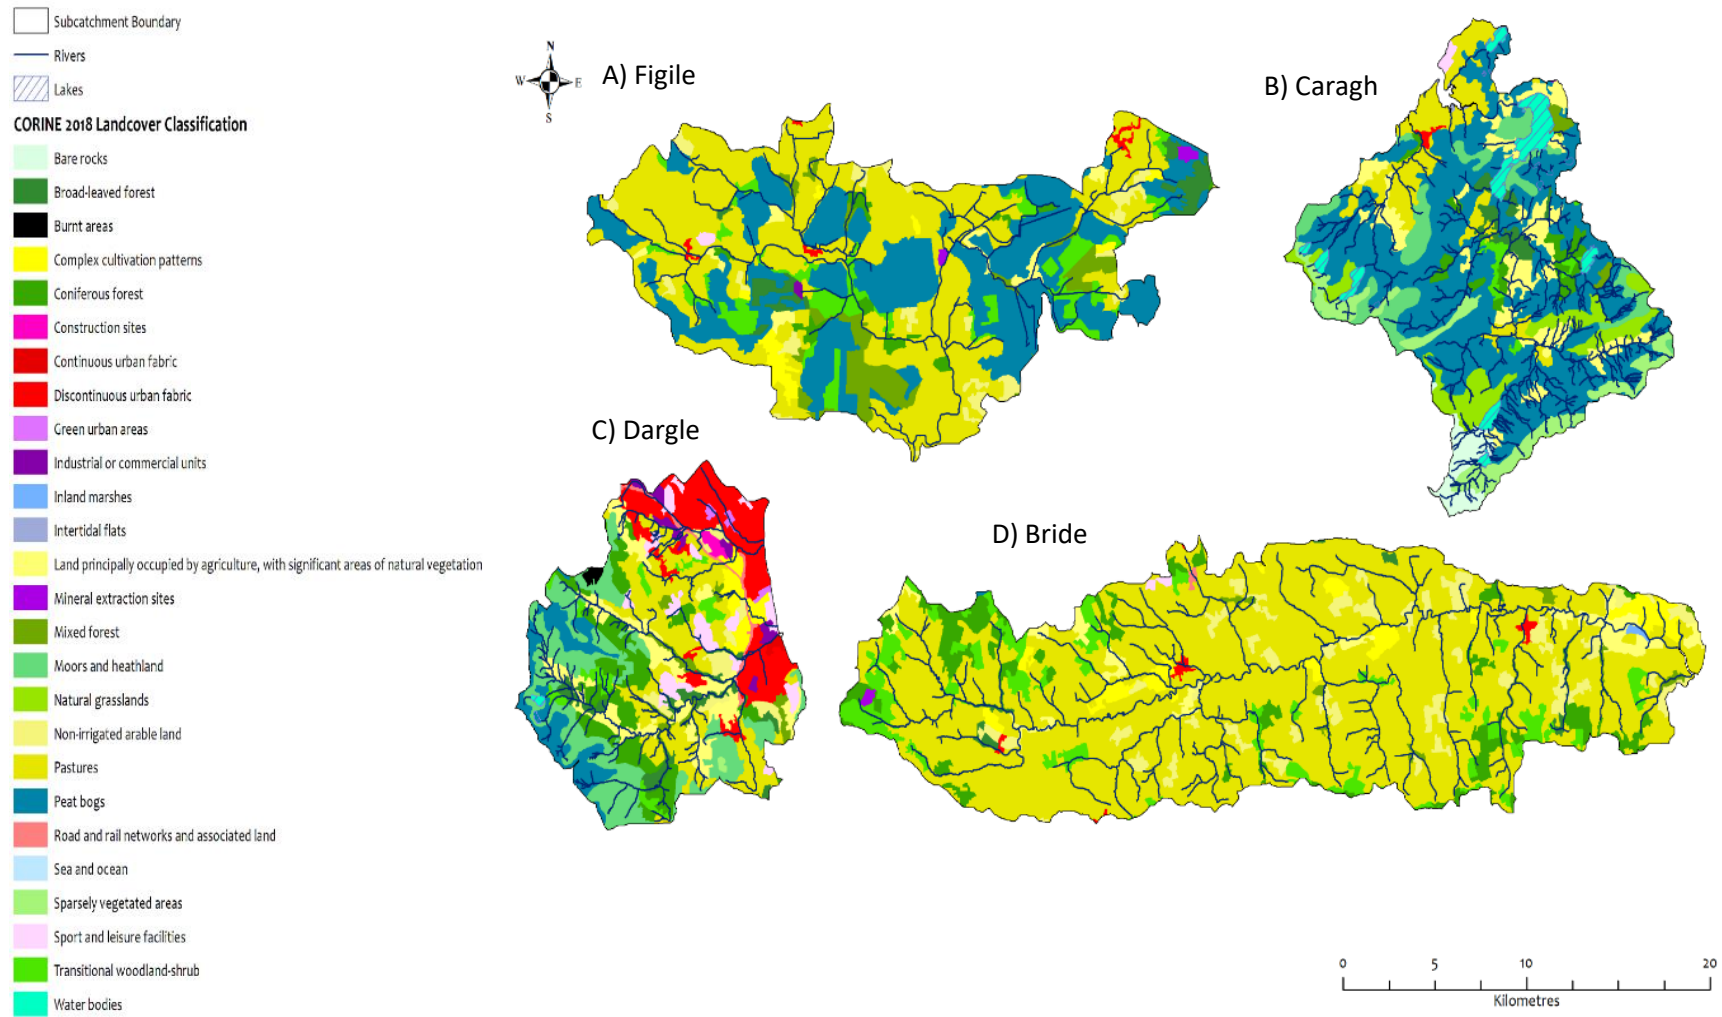 Subcatchment Boundary
Rivers
Lakes
CORINE 2018 Landcover Classification
Bare rocks
Broad-leaved forest
Burnt areas
Complex cultivation patterns
Coniferous forest
Construction sites
Continuous urban fabric
Discontinuous urban fabric
Green urban areas
Industrial or commercial units
Inland marshes
Intertidal flats
Land principally occupied by agriculture, with significant areas of natural vegetation
Mineral extraction sites
Mixed forest
Moors and heathland
Natural grasslands
Non-irrigated arable land
Pastures
Peat bogs
Road and rail networks and associated land
Sea and ocean
Sparsely vegetated areas
Sport and leisure facilities
Transitional woodland-shrub
Water bodies
N
W E
S
A) Figile
B) Caragh
C) Dargle
D) Bride
0 5 10 20
Kilometres